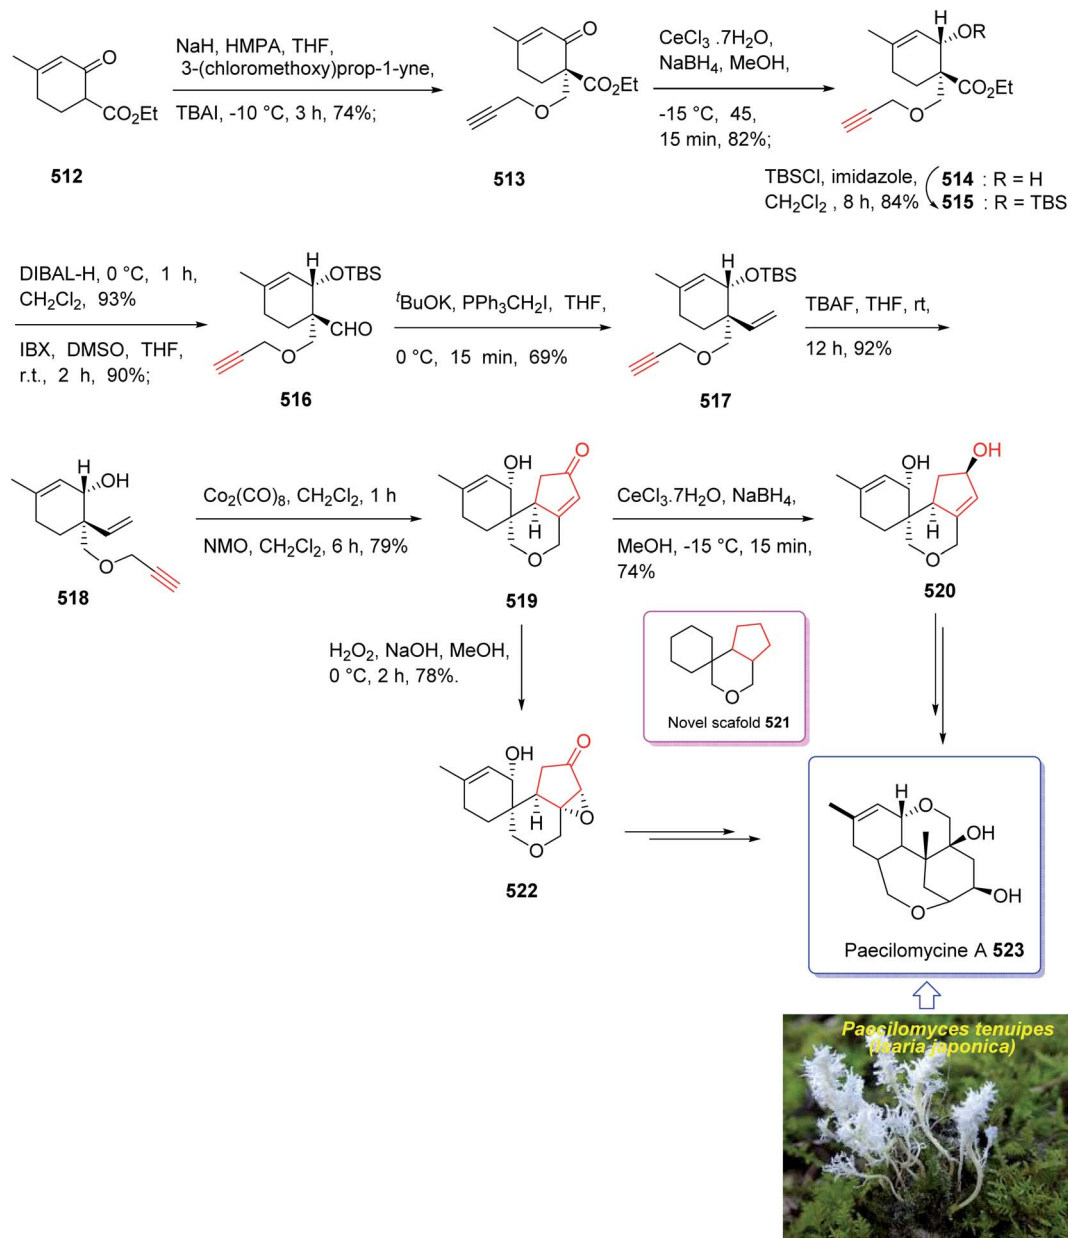 O
CO₂Et
512
NaH, HMPA, THF,
3-(chloromethoxy)prop-1-yne,
TBAI, -10 °C, 3 h, 74%;
O
CO₂Et
O
513
CeCl₃ .7H₂O,
NaBH₄, MeOH,
-15 °C, 45,
15 min, 82%;
H
OR
CO₂Et
O
TBSCl, imidazole,
CH₂Cl₂ , 8 h, 84%
514 : R = H
515 : R = TBS
DIBAL-H, 0 °C, 1 h,
CH₂Cl₂, 93%
IBX, DMSO, THF,
r.t., 2 h, 90%;
H
OTBS
CHO
O
516
ᵗBuOK, PPh₃CH₂I, THF,
0 °C, 15 min, 69%
H
OTBS
O
517
TBAF, THF, rt,
12 h, 92%
H
OH
O
518
Co₂(CO)₈, CH₂Cl₂, 1 h
NMO, CH₂Cl₂, 6 h, 79%
O
OH
H
O
519
CeCl₃.7H₂O, NaBH₄,
MeOH, -15 °C, 15 min,
74%
OH
OH
H
O
520
H₂O₂, NaOH, MeOH,
0 °C, 2 h, 78%.
O
Novel scafold 521
O
OH
H
O
O
522
H
O
OH
OH
O
Paecilomycine A 523
Paecilomyces tenuipes
(Isaria japonica)